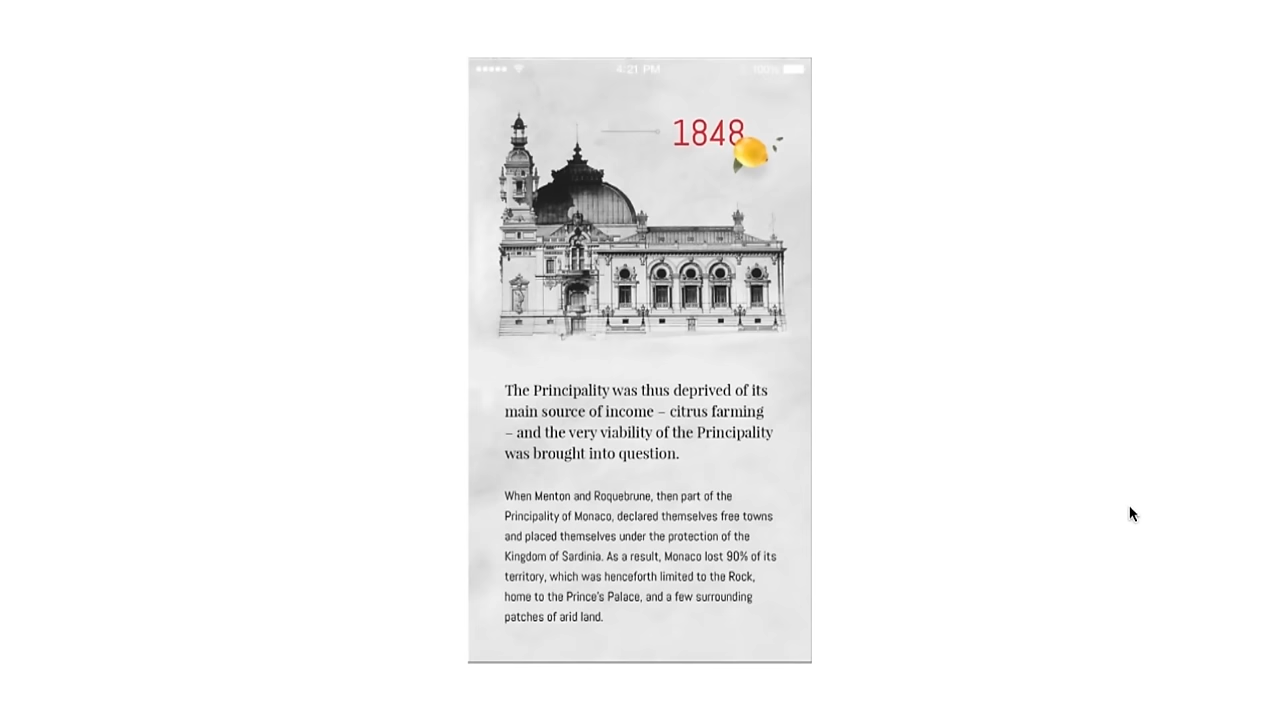 4:21 PM 100%
1848
The Principality was thus deprived of its
main source of income – citrus farming
– and the very viability of the Principality
was brought into question.
When Menton and Roquebrune, then part of the
Principality of Monaco, declared themselves free towns
and placed themselves under the protection of the
Kingdom of Sardinia. As a result, Monaco lost 90% of its
territory, which was henceforth limited to the Rock,
home to the Prince's Palace, and a few surrounding
patches of arid land.